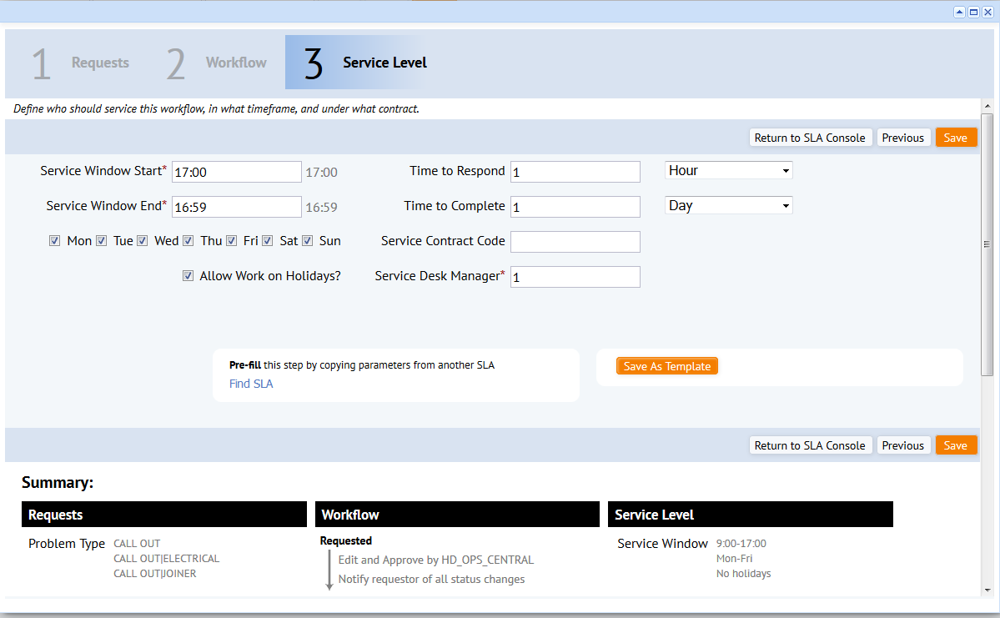 1 Requests 2 Workflow 3 Service Level
Define who should service this workflow, in what timeframe, and under what contract.
Return to SLA Console Previous Save
Service Window Start* 17:00 17:00 Time to Respond 1 Hour
Service Window End* 16:59 16:59 Time to Complete 1 Day
Mon Tue Wed Thu Fri Sat Sun Service Contract Code
Allow Work on Holidays? Service Desk Manager* 1
Pre-fill this step by copying parameters from another SLA Save As Template
Find SLA
Return to SLA Console Previous Save
Summary:
Requests Workflow Service Level
Problem Type CALL OUT Requested Service Window 9:00-17:00
CALL OUT|ELECTRICAL Edit and Approve by HD_OPS_CENTRAL Mon-Fri
CALL OUT|JOINER Notify requestor of all status changes No holidays